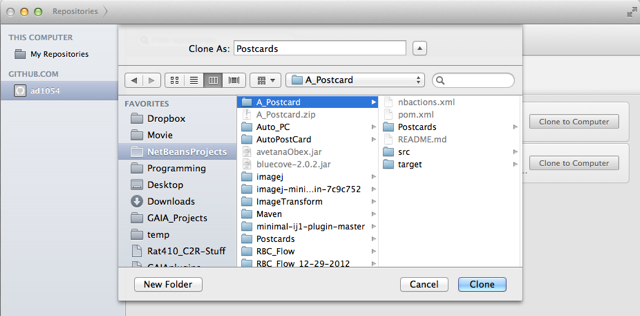 Repositories
THIS COMPUTER
My Repositories
GITHUB.COM
ad1054
Clone As: Postcards
A_Postcard
FAVORITES
Dropbox
Movie
NetBeansProjects
Programming
Desktop
Downloads
GAIA_Projects
temp
Rat410_C2R-Stuff
GAIAplugins
A_Postcard
A_Postcard.zip
Auto_PC
AutoPostCard
avetanaObex.jar
bluecove-2.0.2.jar
imagej
imagej-mini...in-7c9c752
ImageTransform
Maven
minimal-ij1-plugin-master
Postcards
RBC_Flow
RBC_Flow_12-29-2012
nbactions.xml
pom.xml
Postcards
README.md
src
target
Clone to Computer
Clone to Computer
New Folder
Cancel
Clone